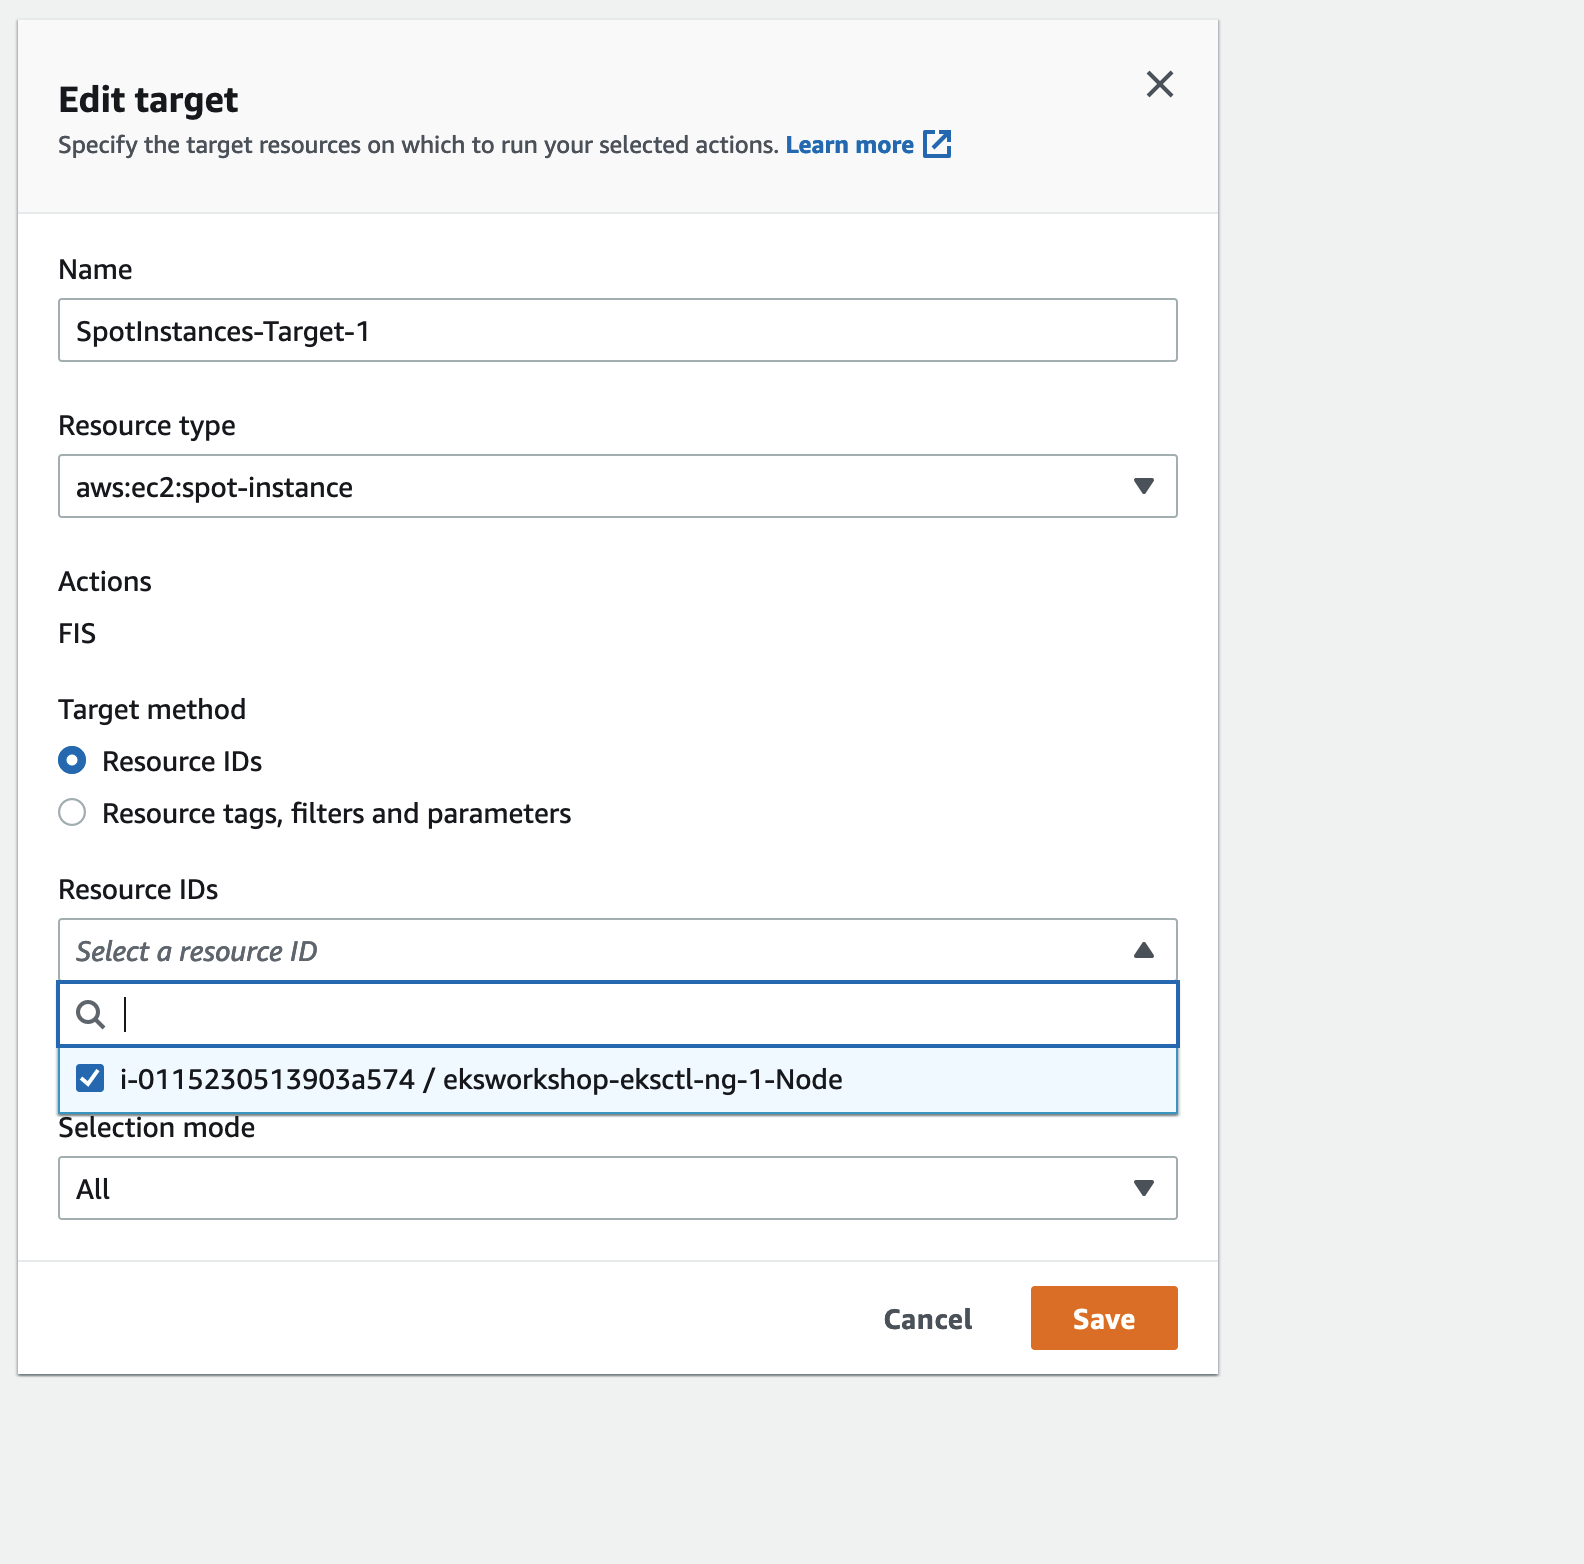 Edit target
Specify the target resources on which to run your selected actions. Learn more
Name
SpotInstances-Target-1
Resource type
aws:ec2:spot-instance
Actions
FIS
Target method
Resource IDs
Resource tags, filters and parameters
Resource IDs
Select a resource ID
i-0115230513903a574 / eksworkshop-eksctl-ng-1-Node
Selection mode
All
Cancel
Save